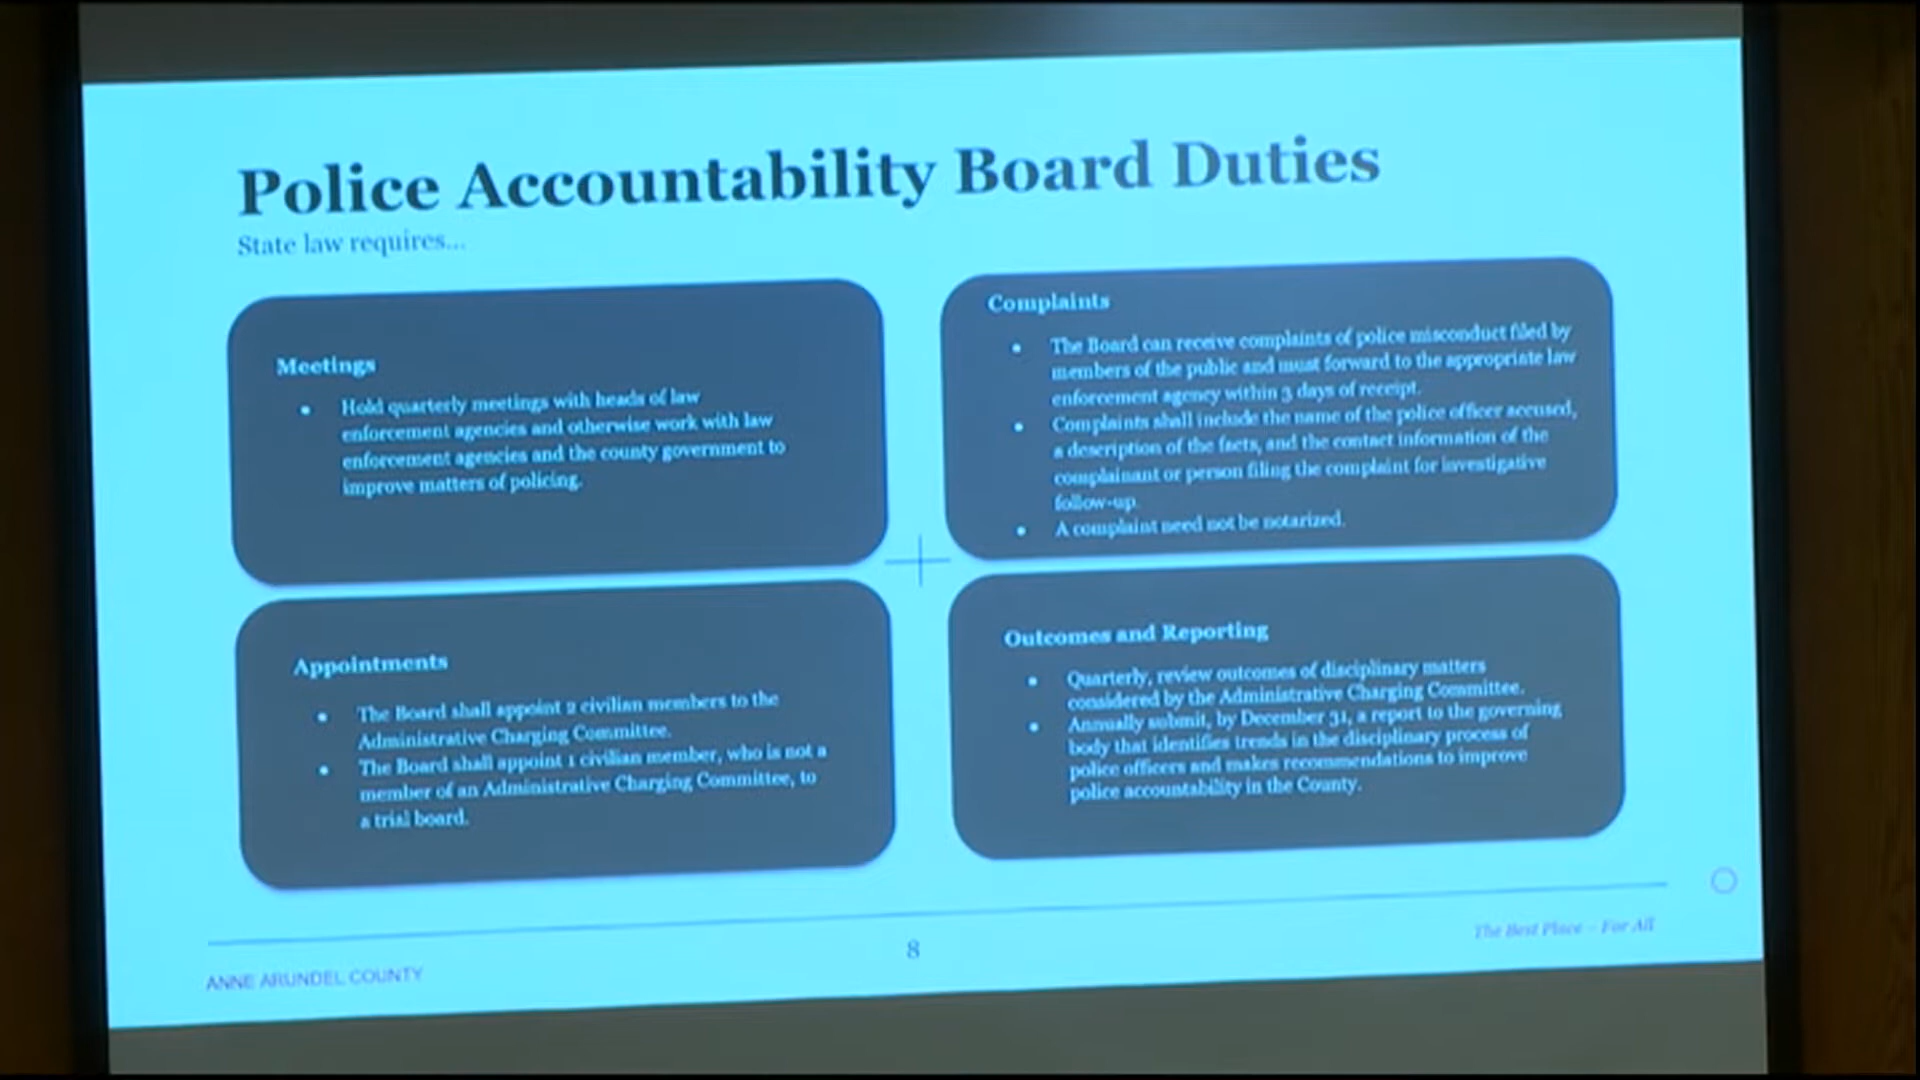 Police Accountability Board Duties
State law requires...
Meetings
• Hold quarterly meetings with heads of law
enforcement agencies and otherwise work with law
enforcement agencies and the county government to
improve matters of policing.
Complaints
• The Board can receive complaints of police misconduct filed by
members of the public and must forward to the appropriate law
enforcement agency within 3 days of receipt.
• Complaints shall include the name of the police officer accused,
a description of the facts, and the contact information of the
complainant or person filing the complaint for investigative
follow-up.
• A complaint need not be notarized.
Appointments
• The Board shall appoint 2 civilian members to the
Administrative Charging Committee.
• The Board shall appoint 1 civilian member, who is not a
member of an Administrative Charging Committee, to
a trial board.
Outcomes and Reporting
• Quarterly, review outcomes of disciplinary matters
considered by the Administrative Charging Committee.
• Annually submit, by December 31, a report to the governing
body that identifies trends in the disciplinary process of
police officers and makes recommendations to improve
police accountability in the County.
ANNE ARUNDEL COUNTY
8
The Best Place – For All